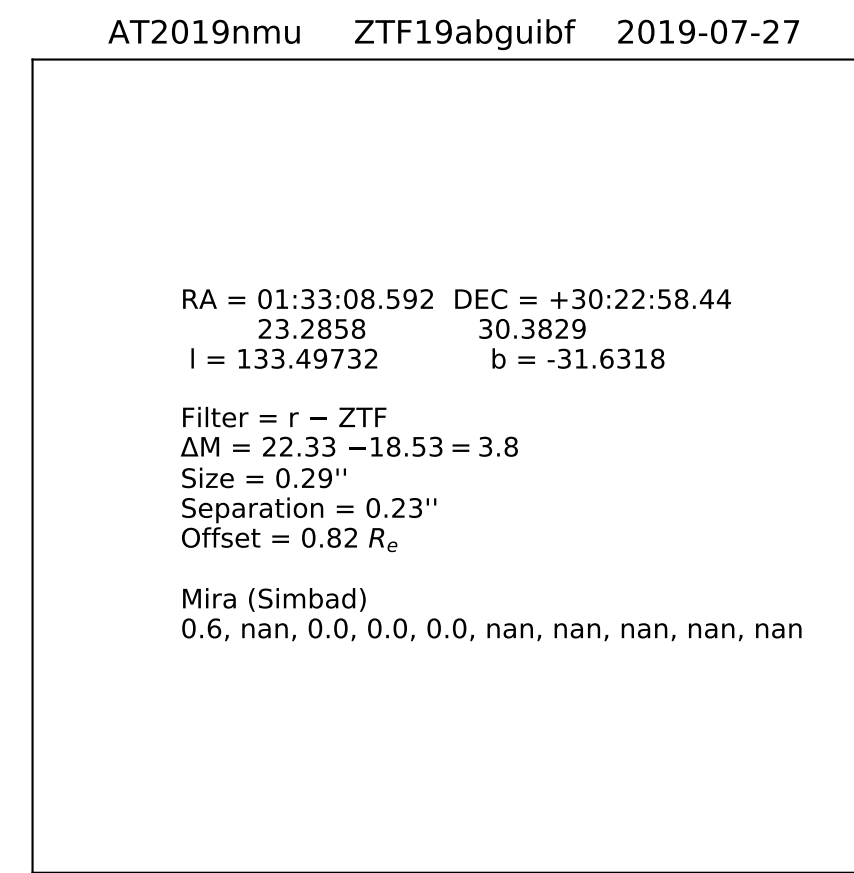 AT2019nmu ZTF19abguibf 2019-07-27
RA = 01:33:08.592 DEC = +30:22:58.44
23.2858 30.3829
l = 133.49732 b = -31.6318
Filter = r − ZTF
ΔM = 22.33 −18.53 = 3.8
Size = 0.29''
Separation = 0.23''
Offset = 0.82 Re
Mira (Simbad)
0.6, nan, 0.0, 0.0, 0.0, nan, nan, nan, nan, nan